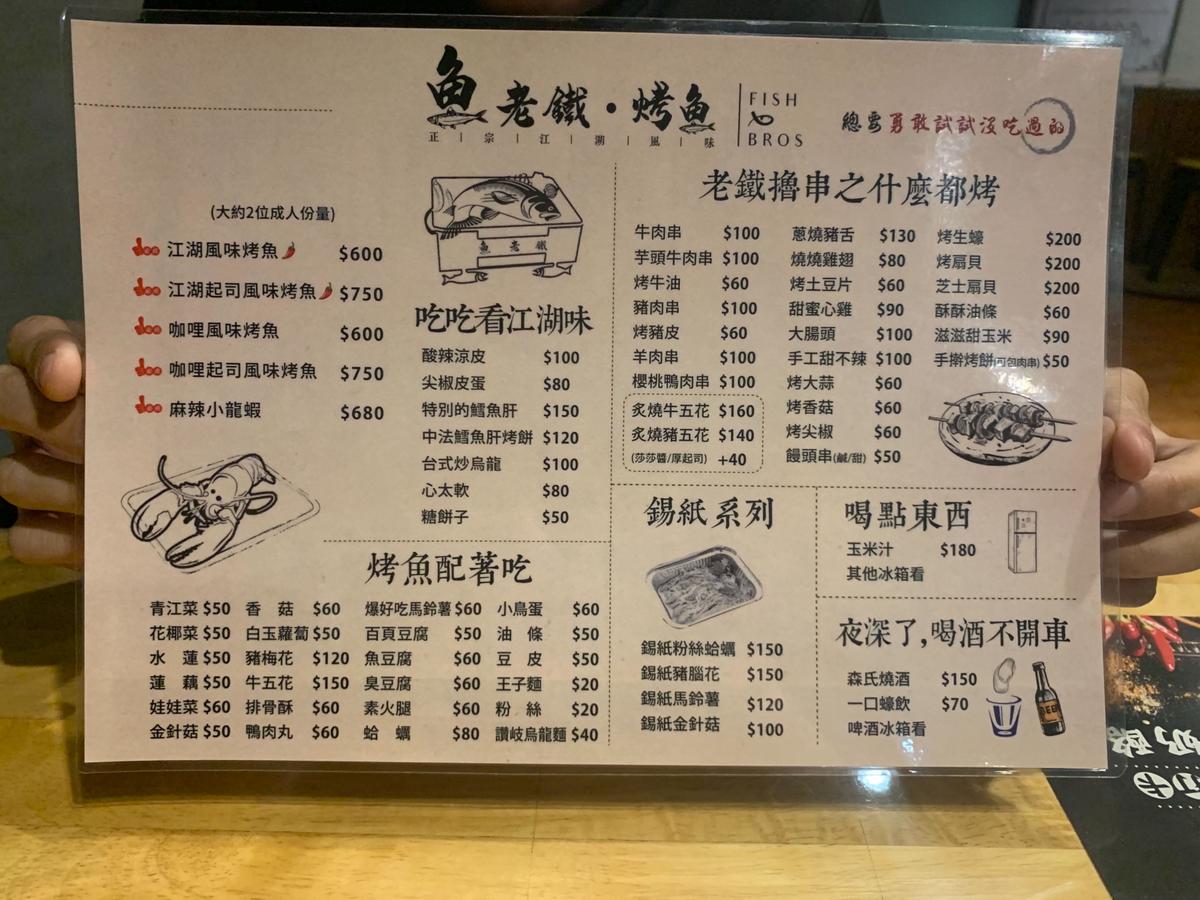 魚老鐵・烤魚
正｜宗｜江｜湖｜風｜味
FISH
BROS
總要勇敢試試沒吃過的
(大約2位成人份量)
江湖風味烤魚 $600
江湖起司風味烤魚 $750
咖哩風味烤魚 $600
咖哩起司風味烤魚 $750
麻辣小龍蝦 $680
魚老鐵
吃吃看江湖味
酸辣涼皮 $100
尖椒皮蛋 $80
特別的鱈魚肝 $150
中法鱈魚肝烤餅 $120
台式炒烏龍 $100
心太軟 $80
糖餅子 $50
老鐵擼串之什麼都烤
牛肉串 $100
芋頭牛肉串 $100
烤牛油 $60
豬肉串 $100
烤豬皮 $60
羊肉串 $100
櫻桃鴨肉串 $100
炙燒牛五花 $160
炙燒豬五花 $140
(莎莎醬/厚起司) +40
蔥燒豬舌 $130
燒燒雞翅 $80
烤土豆片 $60
甜蜜心雞 $90
大腸頭 $100
手工甜不辣 $100
烤大蒜 $60
烤香菇 $60
烤尖椒 $60
饅頭串(鹹/甜) $50
烤生蠔 $200
烤扇貝 $200
芝士扇貝 $200
酥酥油條 $60
滋滋甜玉米 $90
手擀烤餅(可包肉串) $50
烤魚配著吃
青江菜 $50 香菇 $60 爆好吃馬鈴薯 $60 小鳥蛋 $60
花椰菜 $50 白玉蘿蔔 $50 百頁豆腐 $50 油條 $50
水蓮 $50 豬梅花 $120 魚豆腐 $60 豆皮 $50
蓮藕 $50 牛五花 $150 臭豆腐 $60 王子麵 $20
娃娃菜 $60 排骨酥 $60 素火腿 $60 粉絲 $20
金針菇 $50 鴨肉丸 $60 蛤蠣 $80 讚岐烏龍麵 $40
錫紙系列
錫紙粉絲蛤蠣 $150
錫紙豬腦花 $150
錫紙馬鈴薯 $120
錫紙金針菇 $100
喝點東西
玉米汁 $180
其他冰箱看
夜深了,喝酒不開車
森氏燒酒 $150
一口蠔飲 $70
啤酒冰箱看